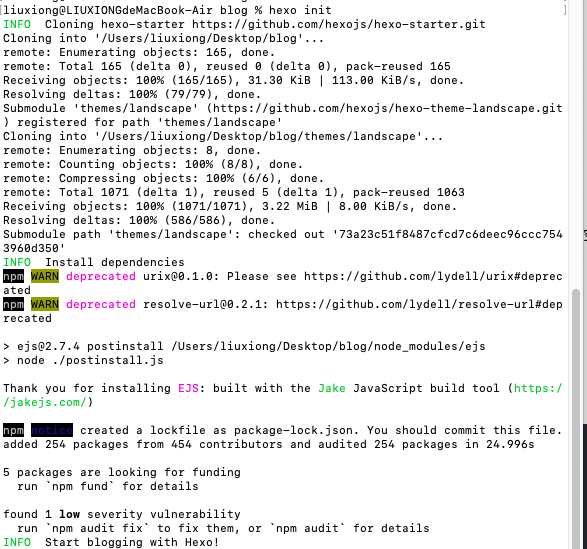 [liuxiong@LIUXIONGdeMacBook-Air blog % hexo init ]
INFO  Cloning hexo-starter https://github.com/hexojs/hexo-starter.git
Cloning into '/Users/liuxiong/Desktop/blog'...
remote: Enumerating objects: 165, done.
remote: Total 165 (delta 0), reused 0 (delta 0), pack-reused 165
Receiving objects: 100% (165/165), 31.30 KiB | 113.00 KiB/s, done.
Resolving deltas: 100% (79/79), done.
Submodule 'themes/landscape' (https://github.com/hexojs/hexo-theme-landscape.git
) registered for path 'themes/landscape'
Cloning into '/Users/liuxiong/Desktop/blog/themes/landscape'...
remote: Enumerating objects: 8, done.
remote: Counting objects: 100% (8/8), done.
remote: Compressing objects: 100% (6/6), done.
remote: Total 1071 (delta 1), reused 5 (delta 1), pack-reused 1063
Receiving objects: 100% (1071/1071), 3.22 MiB | 8.00 KiB/s, done.
Resolving deltas: 100% (586/586), done.
Submodule path 'themes/landscape': checked out '73a23c51f8487cfcd7c6deec96ccc754
3960d350'
INFO  Install dependencies
npm WARN deprecated urix@0.1.0: Please see https://github.com/lydell/urix#deprec
ated
npm WARN deprecated resolve-url@0.2.1: https://github.com/lydell/resolve-url#dep
recated

> ejs@2.7.4 postinstall /Users/liuxiong/Desktop/blog/node_modules/ejs
> node ./postinstall.js

Thank you for installing EJS: built with the Jake JavaScript build tool (https:/
/jakejs.com/)

npm notice created a lockfile as package-lock.json. You should commit this file.
added 254 packages from 454 contributors and audited 254 packages in 24.996s

5 packages are looking for funding
  run `npm fund` for details

found 1 low severity vulnerability
  run `npm audit fix` to fix them, or `npm audit` for details
INFO  Start blogging with Hexo!